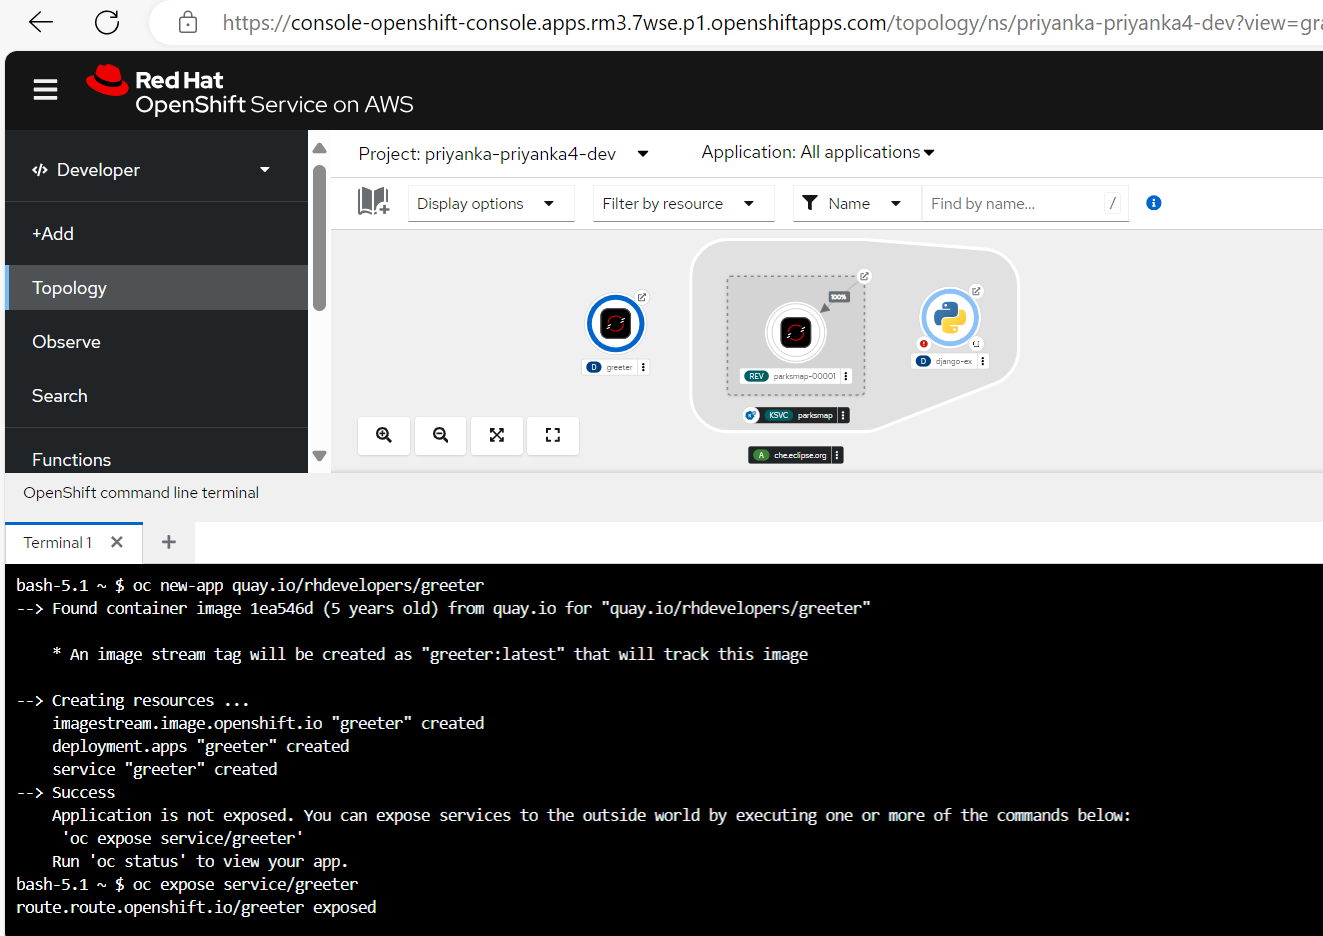 https://console-openshift-console.apps.rm3.7wse.p1.openshiftapps.com/topology/ns/priyanka-priyanka4-dev?view=gra
Red Hat
OpenShift Service on AWS
</> Developer
+Add
Topology
Observe
Search
Functions
Project: priyanka-priyanka4-dev
Application: All applications
Display options
Filter by resource
Name
Find by name...
/
D greeter
100%
REV parksmap-00001
KSVC parksmap
D django-ex
A che.eclipse.org
OpenShift command line terminal
Terminal 1
bash-5.1 ~ $ oc new-app quay.io/rhdevelopers/greeter
--> Found container image 1ea546d (5 years old) from quay.io for "quay.io/rhdevelopers/greeter"
* An image stream tag will be created as "greeter:latest" that will track this image
--> Creating resources ...
imagestream.image.openshift.io "greeter" created
deployment.apps "greeter" created
service "greeter" created
--> Success
Application is not exposed. You can expose services to the outside world by executing one or more of the commands below:
'oc expose service/greeter'
Run 'oc status' to view your app.
bash-5.1 ~ $ oc expose service/greeter
route.route.openshift.io/greeter exposed